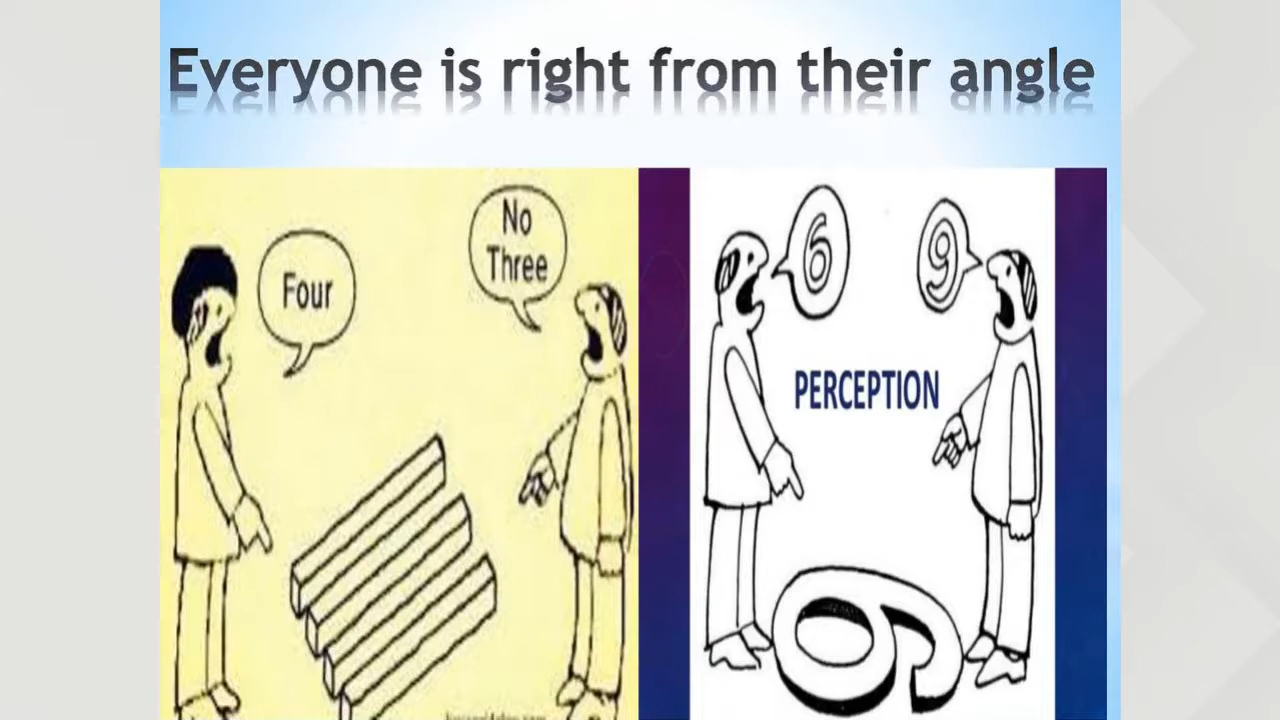 Everyone is right from their angle
Four
No
Three
6
9
PERCEPTION